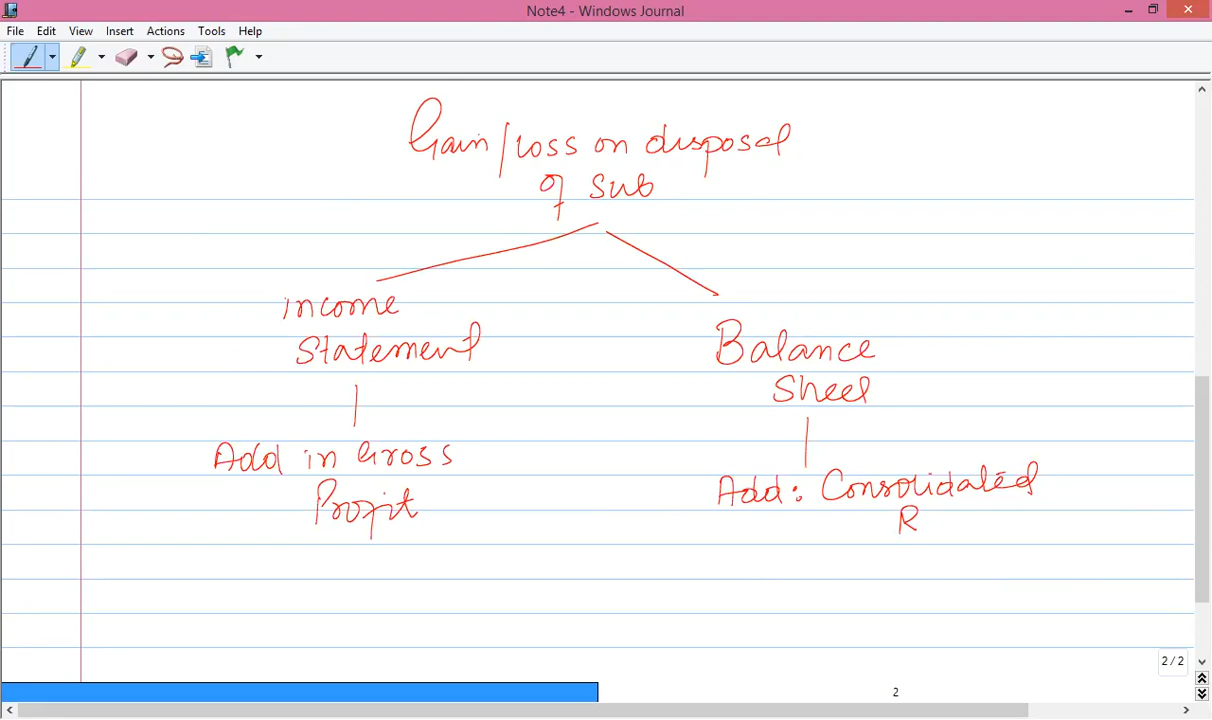 Note4 - Windows Journal
File Edit View Insert Actions Tools Help
Gain/loss on disposal
of sub
income
Statement
Balance
Sheet
Add in Gross
Profit
Add: Consolidated
R
2 / 2
2